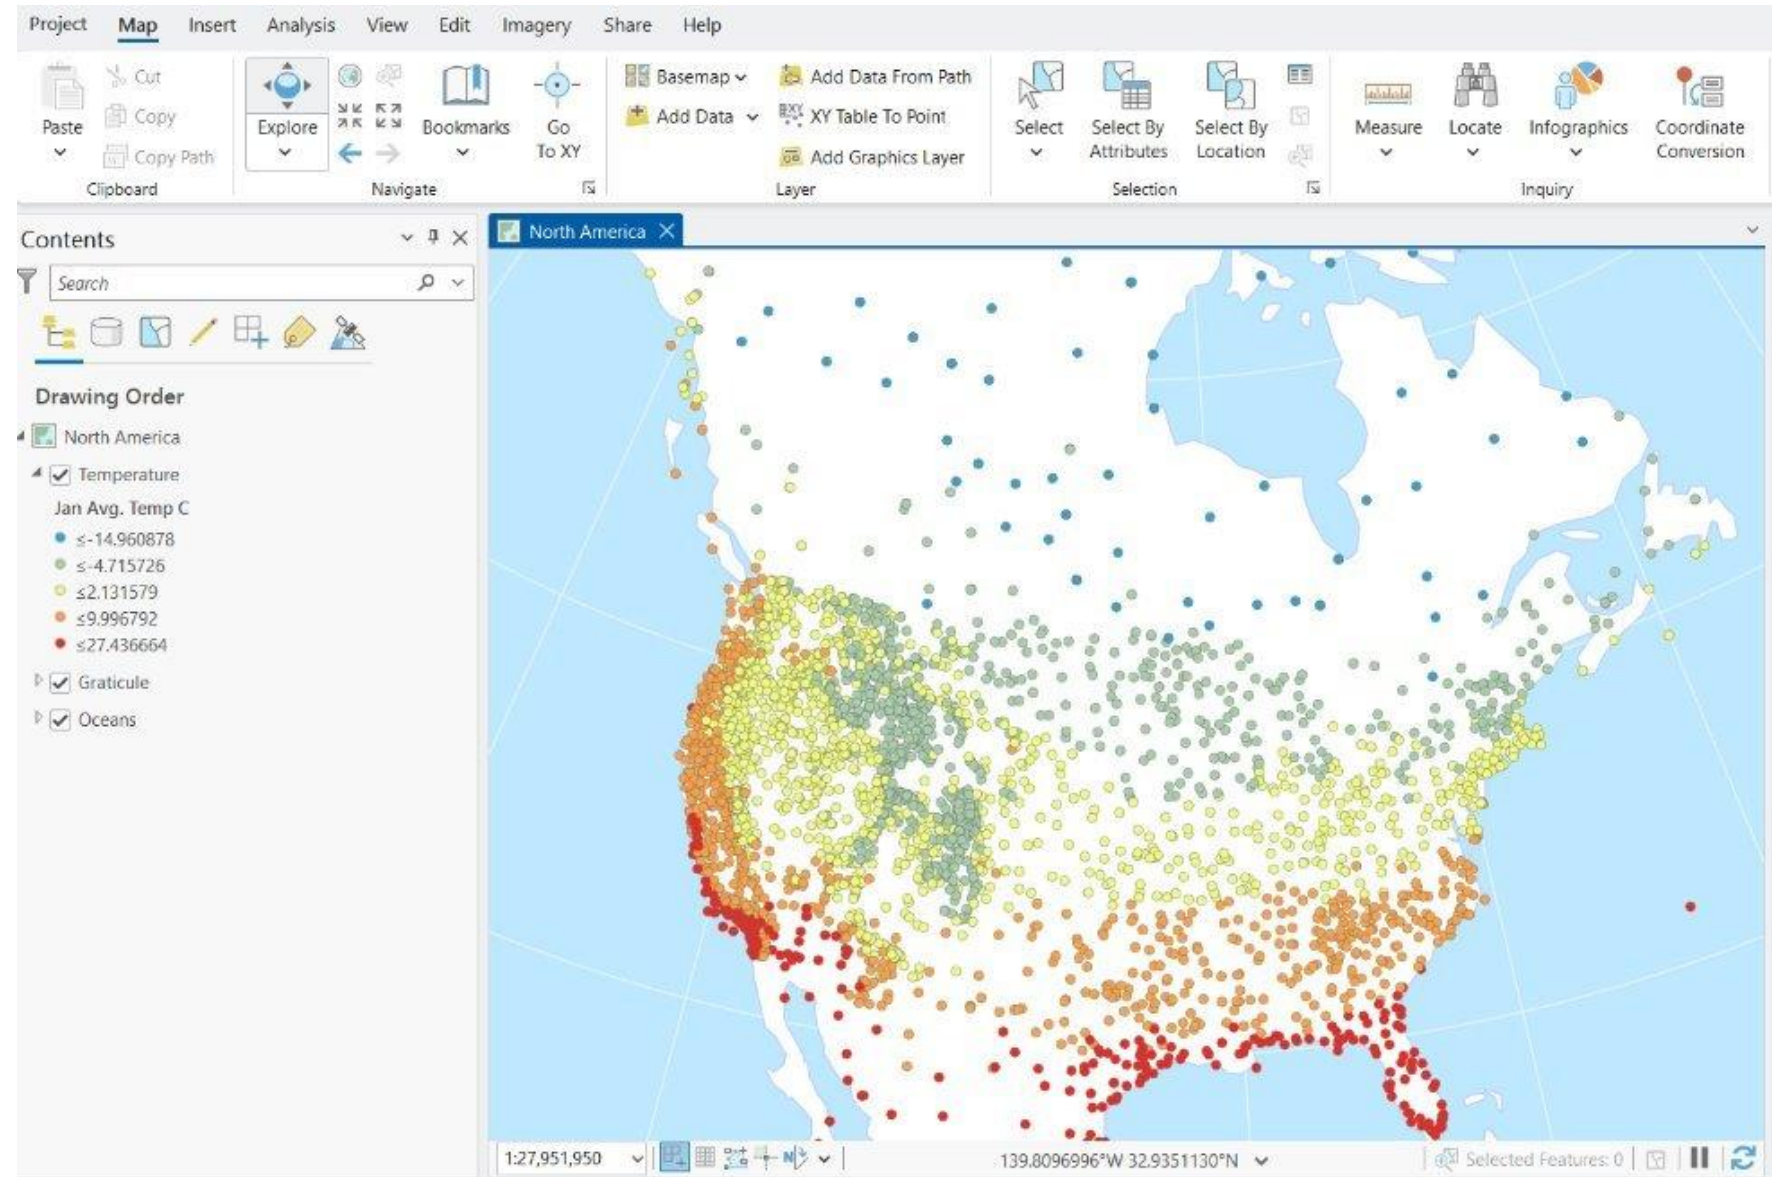 Project Map Insert Analysis View Edit Imagery Share Help
Paste
Cut
Copy
Copy Path
Clipboard
Explore
Bookmarks
Go
To XY
Navigate
Basemap
Add Data
Add Data From Path
XY Table To Point
Add Graphics Layer
Layer
Select
Select By
Attributes
Select By
Location
Selection
Measure
Locate
Infographics
Coordinate
Conversion
Inquiry
Contents
Search
Drawing Order
North America
Temperature
Jan Avg. Temp C
≤-14.960878
≤-4.715726
≤2.131579
≤9.996792
≤27.436664
Graticule
Oceans
North America
1:27,951,950
139.8096996°W 32.9351130°N
Selected Features: 0